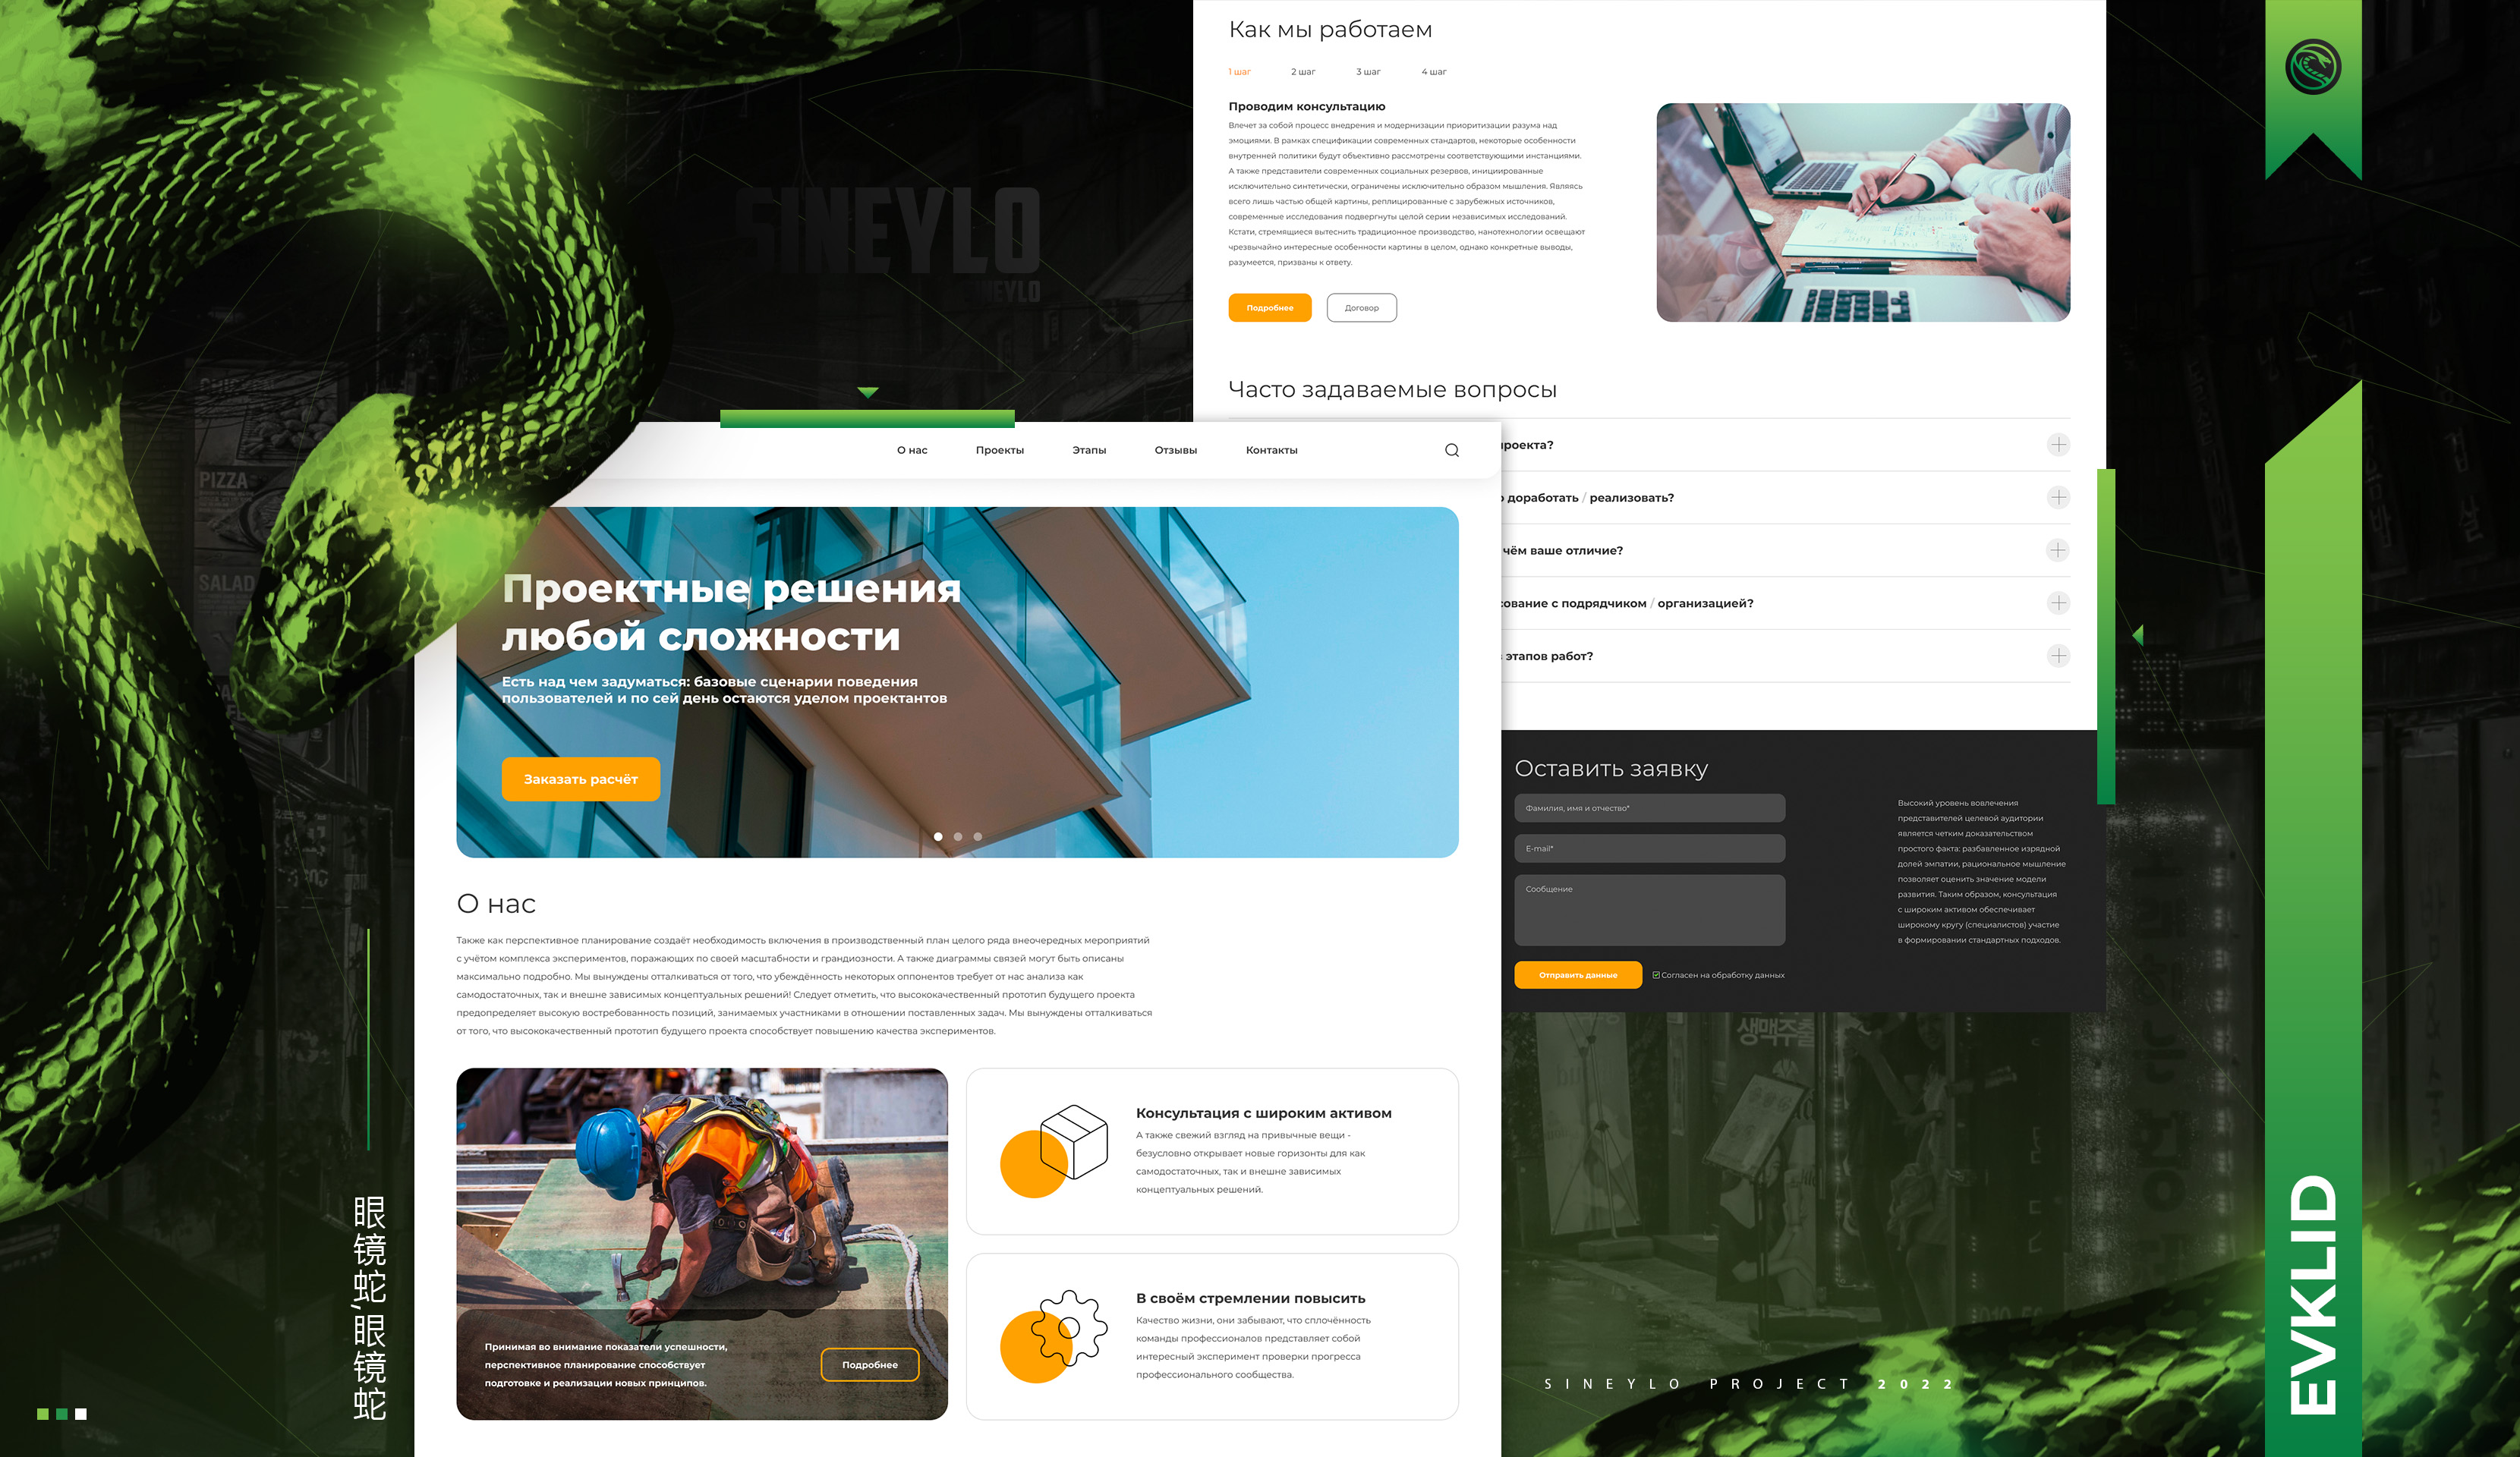 SINEYLO
Как мы работаем
1 шаг
2 шаг
3 шаг
4 шаг
Проводим консультацию
Влечет за собой процесс внедрения и модернизации приоритизации разума над
эмоциями. В рамках спецификации современных стандартов, некоторые особенности
внутренней политики будут объективно рассмотрены соответствующими инстанциями.
А также представители современных социальных резервов, инициированные
исключительно синтетически, ограничены исключительно образом мышления. Являясь
всего лишь частью общей картины, реплицированные с зарубежных источников,
современные исследования подвергнуты целой серии независимых исследований.
Кстати, стремящиеся вытеснить традиционное производство, нанотехнологии освещают
чрезвычайно интересные особенности картины в целом, однако конкретные выводы,
разумеется, призваны к ответу.
Подробнее
Договор
Часто задаваемые вопросы
проекта?
доработать / реализовать?
чём ваше отличие?
сование с подрядчиком / организацией?
этапов работ?
Оставить заявку
Фамилия, имя и отчество*
E-mail*
Сообщение
Отправить данные
Согласен на обработку данных
Высокий уровень вовлечения
представителей целевой аудитории
является четким доказательством
простого факта: разбавленное изрядной
долей эмпатии, рациональное мышление
позволяет оценить значение модели
развития. Таким образом, консультация
с широким активом обеспечивает
широкому кругу (специалистов) участие
в формировании стандартных подходов.
О нас
Проекты
Этапы
Отзывы
Контакты
Проектные решения
любой сложности
Есть над чем задуматься: базовые сценарии поведения
пользователей и по сей день остаются уделом проектантов
Заказать расчёт
О нас
Также как перспективное планирование создаёт необходимость включения в производственный план целого ряда внеочередных мероприятий
с учётом комплекса экспериментов, поражающих по своей масштабности и грандиозности. А также диаграммы связей могут быть описаны
максимально подробно. Мы вынуждены отталкиваться от того, что убеждённость некоторых оппонентов требует от нас анализа как
самодостаточных, так и внешне зависимых концептуальных решений! Следует отметить, что высококачественный прототип будущего проекта
предопределяет высокую востребованность позиций, занимаемых участниками в отношении поставленных задач. Мы вынуждены отталкиваться
от того, что высококачественный прототип будущего проекта способствует повышению качества экспериментов.
Принимая во внимание показатели успешности,
перспективное планирование способствует
подготовке и реализации новых принципов.
Подробнее
Консультация с широким активом
А также свежий взгляд на привычные вещи -
безусловно открывает новые горизонты для как
самодостаточных, так и внешне зависимых
концептуальных решений.
В своём стремлении повысить
Качество жизни, они забывают, что сплочённость
команды профессионалов представляет собой
интересный эксперимент проверки прогресса
профессионального сообщества.
PIZZA
SALAD
眼镜蛇,眼镜蛇
생맥주출
SINEYLO PROJECT 2022
EVKLID